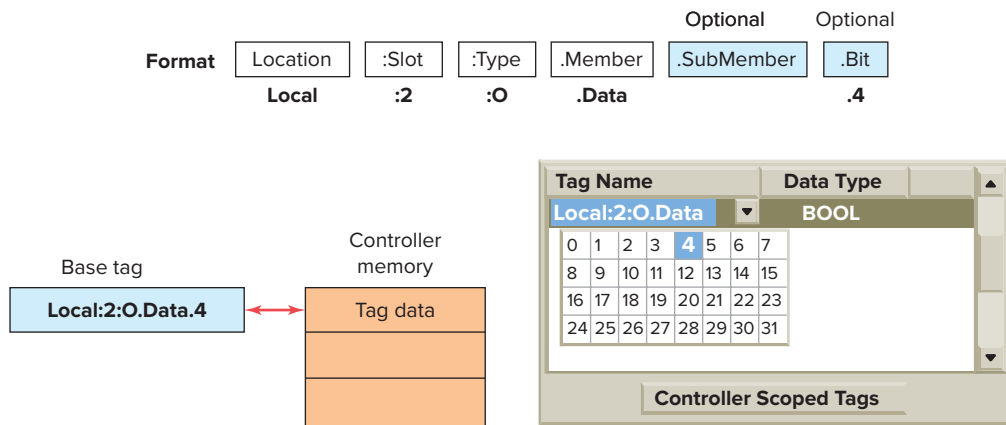 Optional Optional
Format Location :Slot :Type .Member .SubMember .Bit
Local :2 :O .Data .4
Base tag
Local:2:O.Data.4
Controller
memory
Tag data
Tag Name Data Type
Local:2:O.Data BOOL
0 1 2 3 4 5 6 7
8 9 10 11 12 13 14 15
16 17 18 19 20 21 22 23
24 25 26 27 28 29 30 31
Controller Scoped Tags